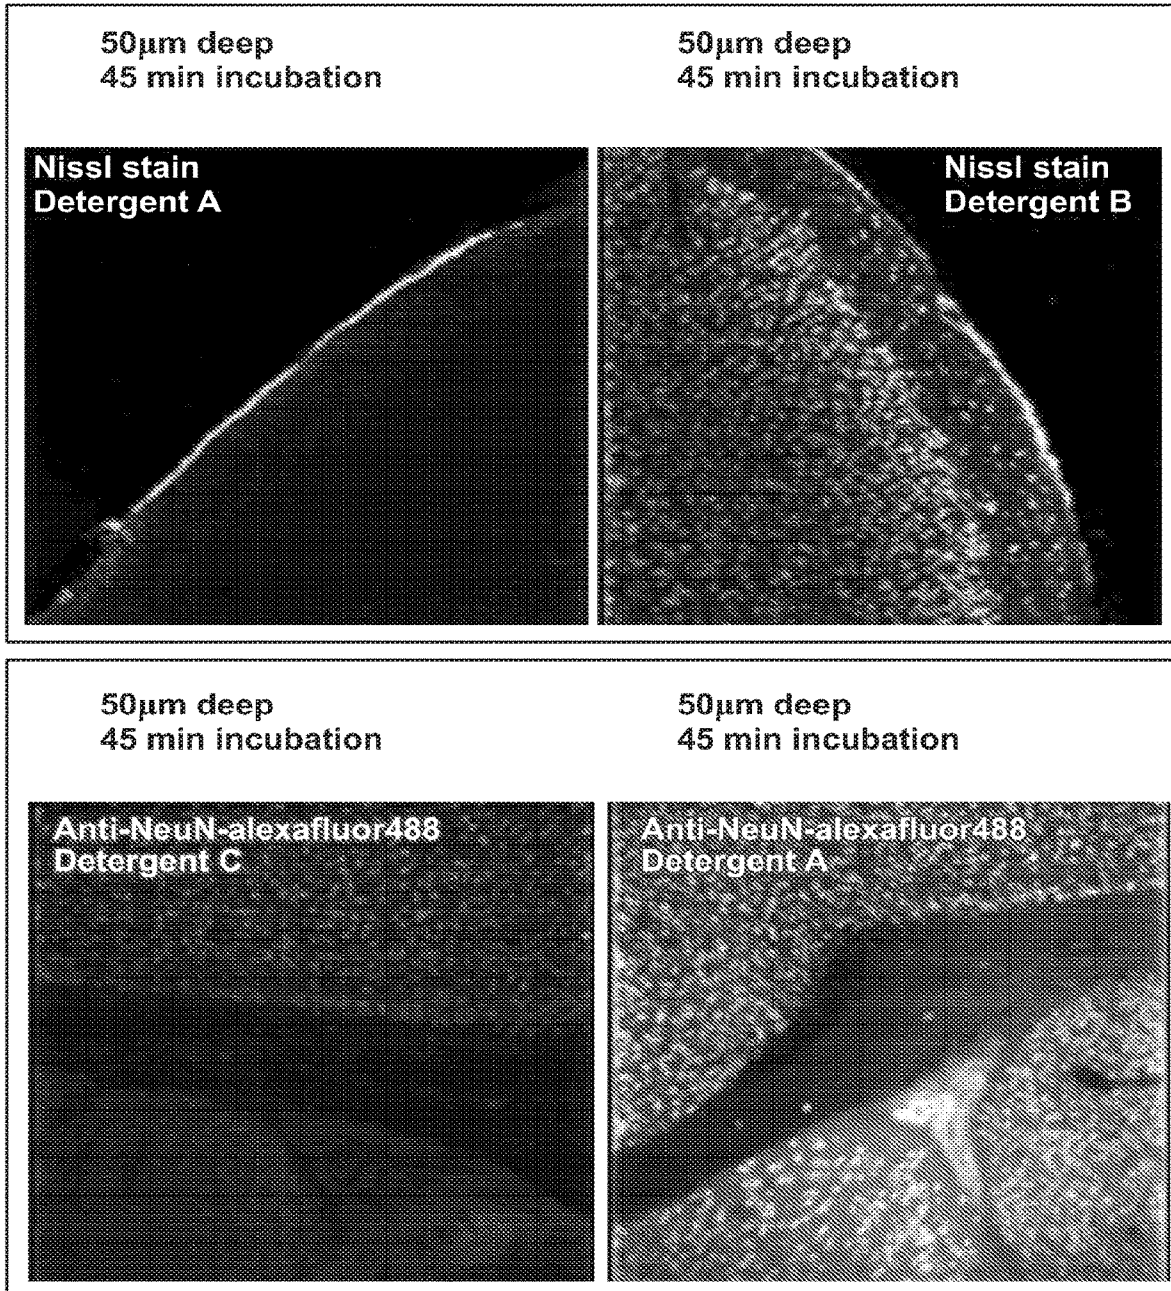 50μm deep
45 min incubation
50μm deep
45 min incubation
Nissl stain
Detergent A
Nissl stain
Detergent B
50μm deep
45 min incubation
50μm deep
45 min incubation
Anti-NeuN-alexafluor488
Detergent C
Anti-NeuN-alexafluor488
Detergent A